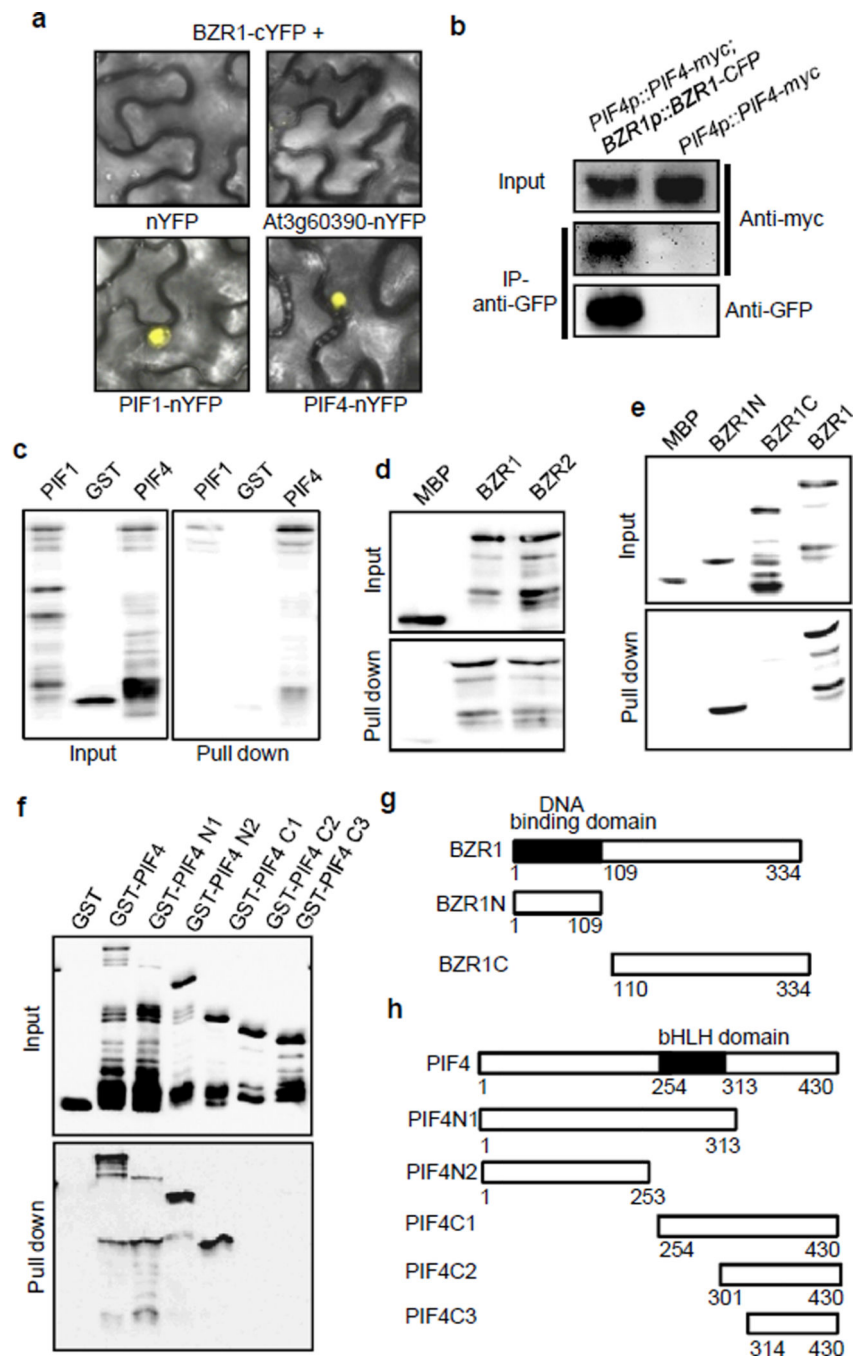 a
BZR1-cYFP +
nYFP
At3g60390-nYFP
PIF1-nYFP
PIF4-nYFP
b
PIF4p::PIF4-myc;
BZR1p::BZR1-CFP
PIF4p::PIF4-myc
Input
Anti-myc
IP-
anti-GFP
Anti-GFP
c
PIF1
GST
PIF4
PIF1
GST
PIF4
Input
Pull down
d
MBP
BZR1
BZR2
Input
Pull down
e
MBP
BZR1N
BZR1C
BZR1
Input
Pull down
f
GST
GST-PIF4
GST-PIF4 N1
GST-PIF4 N2
GST-PIF4 C1
GST-PIF4 C2
GST-PIF4 C3
Input
Pull down
g
DNA
binding domain
BZR1
1 109 334
BZR1N
1 109
BZR1C
110 334
h
bHLH domain
PIF4
1 254 313 430
PIF4N1
1 313
PIF4N2
1 253
PIF4C1
254 430
PIF4C2
301 430
PIF4C3
314 430